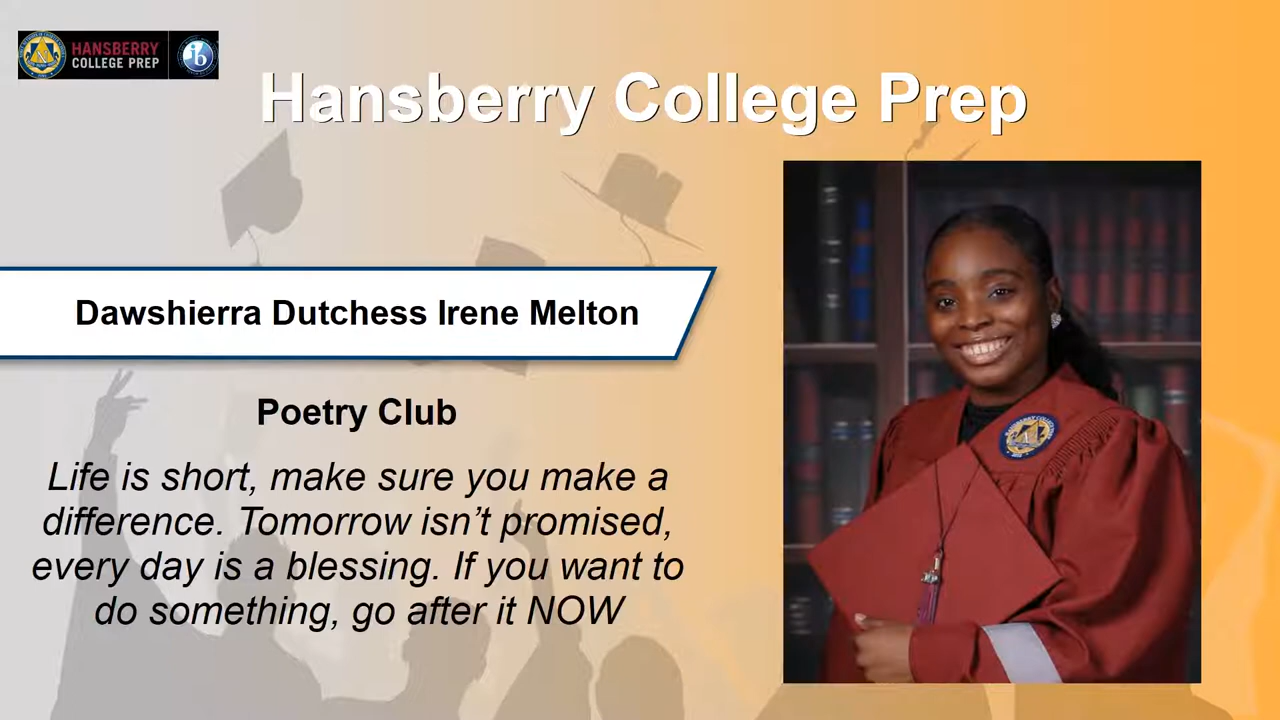 HANSBERRY
COLLEGE PREP
ib
Hansberry College Prep
Dawshierra Dutchess Irene Melton
Poetry Club
Life is short, make sure you make a
difference. Tomorrow isn’t promised,
every day is a blessing. If you want to
do something, go after it NOW